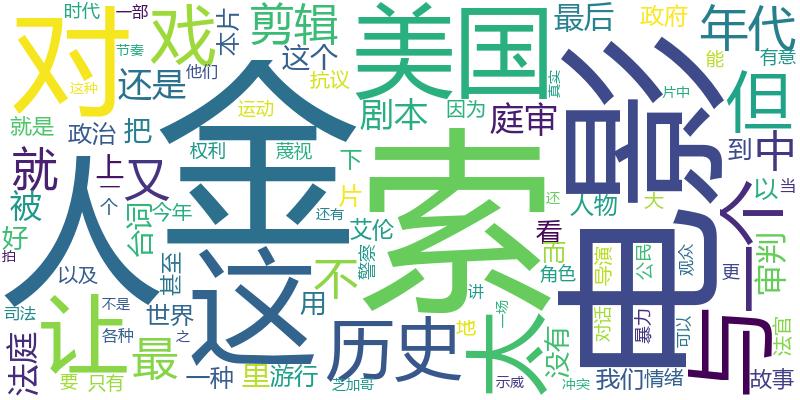 时代 一部 戏 剪辑 美国 最后 政府 年代
节奏 本片 这个 电影 有意
对 他们 还是 抗议 能
这种 金 剧本 因为 真实 片中 但
就是 政治 把 运动 庭审
就 上 又 权利 蔑视 下 索 到 中
人 一个 片 人物 大 以 当
被 个 台词 今年 还有 艾伦 还
好 这 不 看 而 与 一个
拍 以及 甚至 警察 角色 导演 公民 观众 更 审判
司法 让 不是 世界 用 讲 地 太 没有 对话 暴力 可以 法官
法庭 各种 之 历史 一场
要 只有 最 一种 里 游行 芝加哥 示威 冲突 我们 情绪 故事